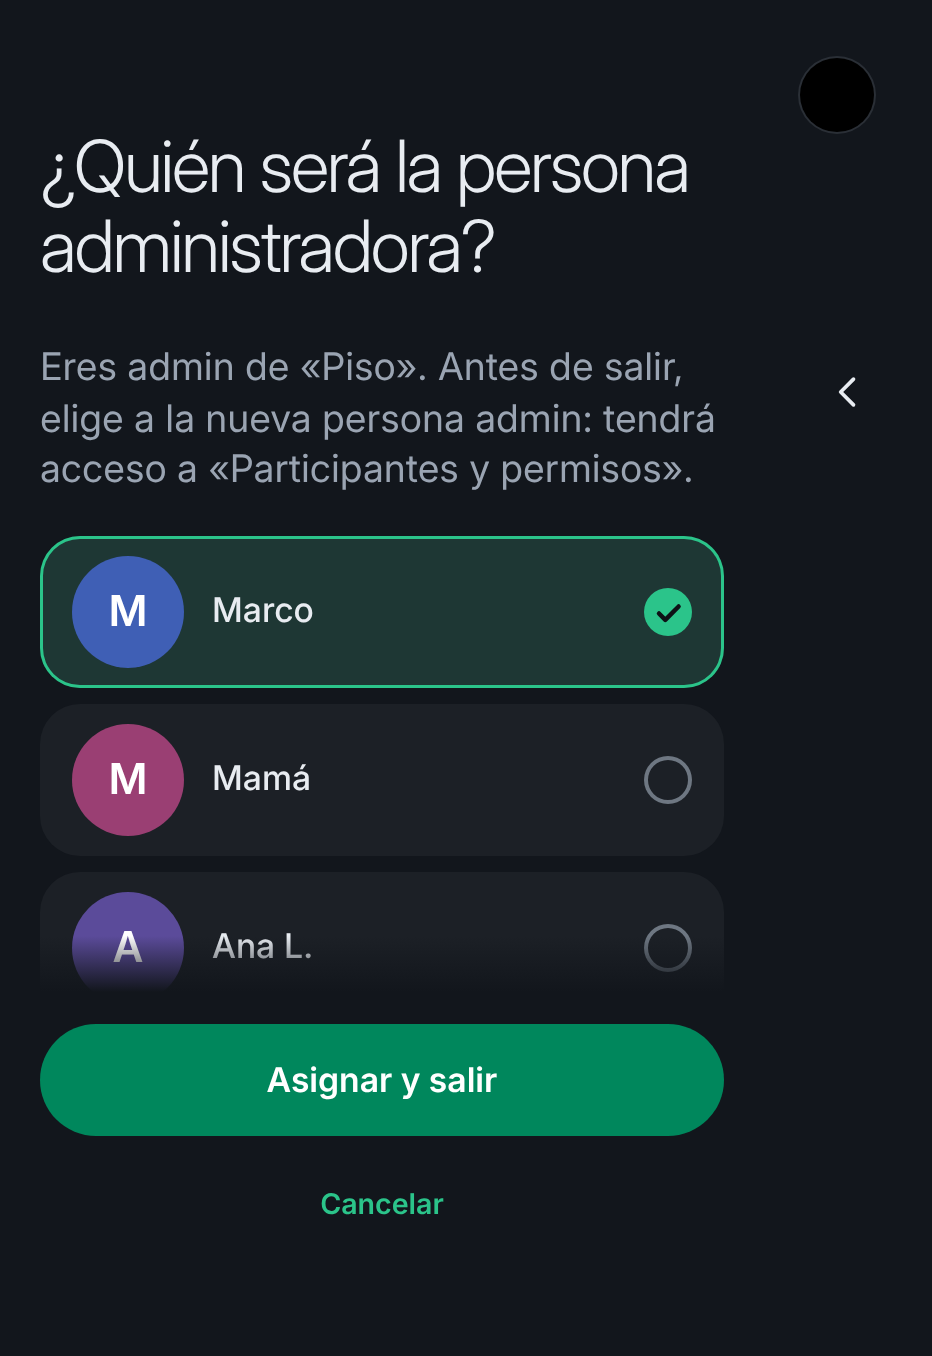 ¿Quién será la persona
administradora?
Eres admin de «Piso». Antes de salir,
elige a la nueva persona admin: tendrá
acceso a «Participantes y permisos».
M
Marco
M
Mamá
A
Ana L.
Asignar y salir
Cancelar